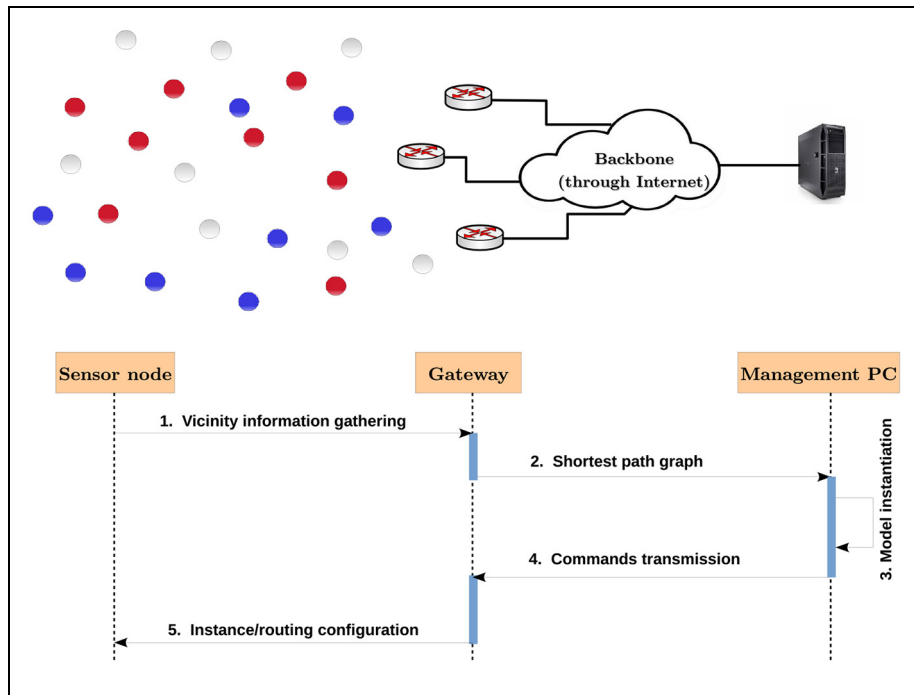 Backbone
(through Internet)
Sensor node
Gateway
Management PC
1. Vicinity information gathering
2. Shortest path graph
3. Model instantiation
4. Commands transmission
5. Instance/routing configuration